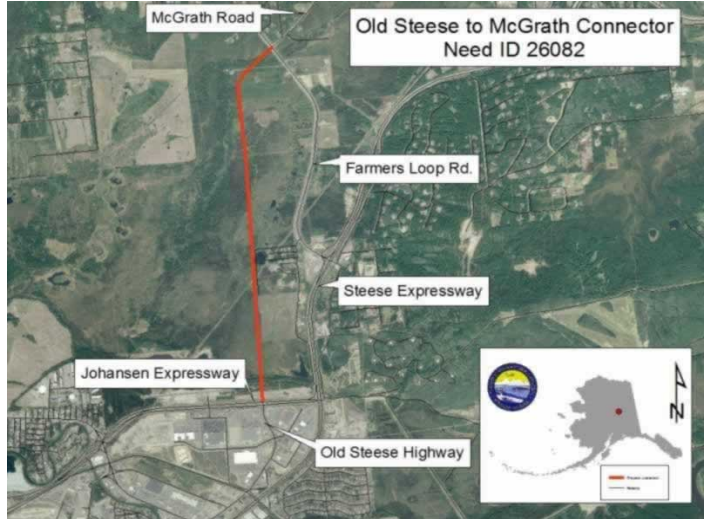 McGrath Road
Old Steese to McGrath Connector
Need ID 26082
Farmers Loop Rd.
Steese Expressway
Johansen Expressway
Old Steese Highway
N